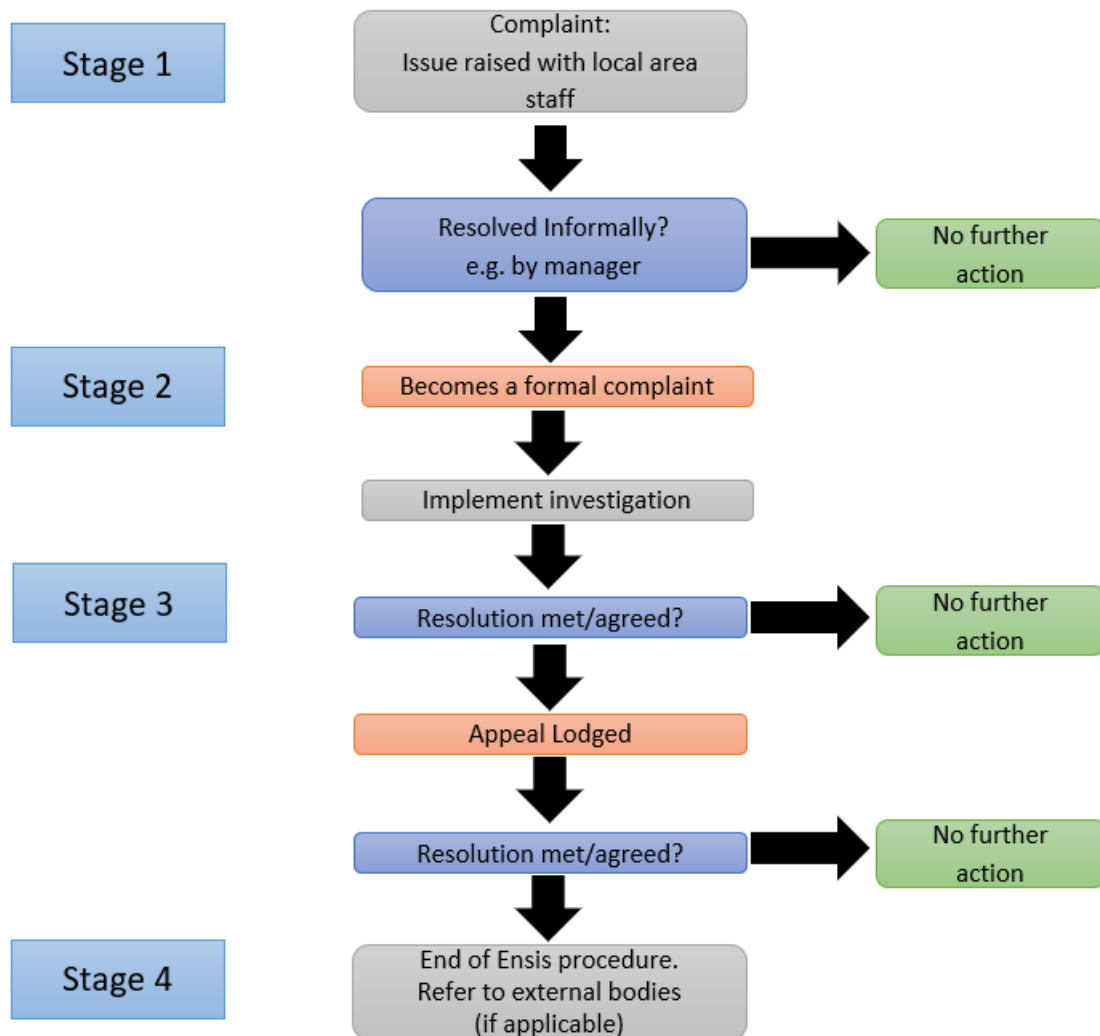 Stage 1
Complaint:
Issue raised with local area
staff
Resolved Informally?
e.g. by manager
No further
action
Stage 2
Becomes a formal complaint
Implement investigation
Stage 3
Resolution met/agreed?
No further
action
Appeal Lodged
Resolution met/agreed?
No further
action
Stage 4
End of Ensis procedure.
Refer to external bodies
(if applicable)